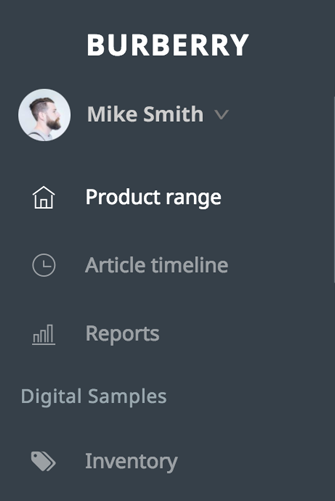 BURBERRY
Mike Smith
Product range
Article timeline
Reports
Digital Samples
Inventory